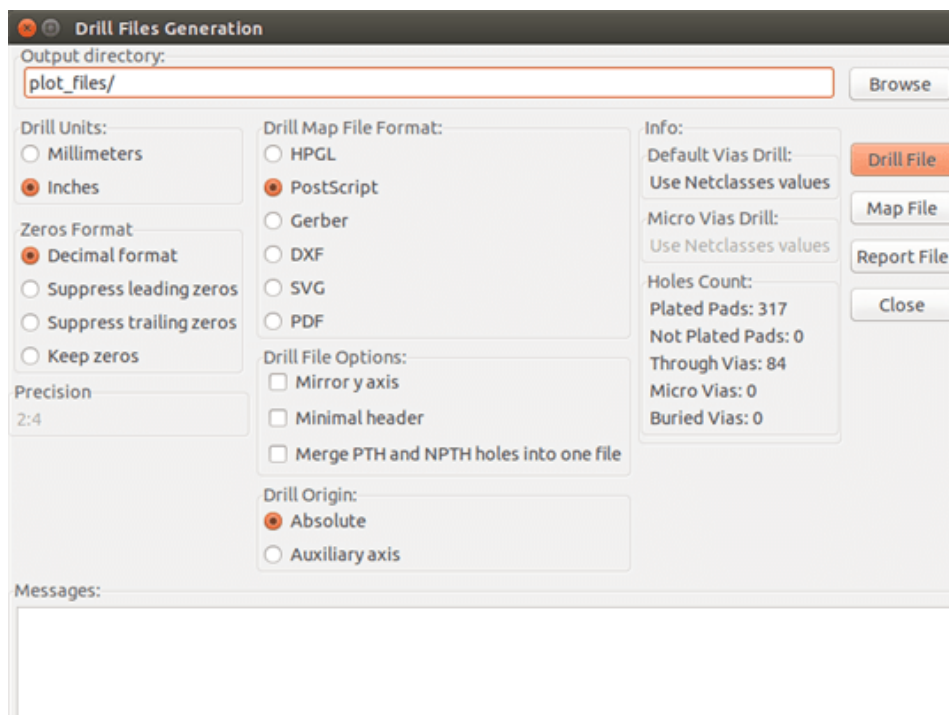 Drill Files Generation
Output directory:
plot_files/
Browse
Drill Units:
Millimeters
Inches
Zeros Format
Decimal format
Suppress leading zeros
Suppress trailing zeros
Keep zeros
Precision
2:4
Drill Map File Format:
HPGL
PostScript
Gerber
DXF
SVG
PDF
Drill File Options:
Mirror y axis
Minimal header
Merge PTH and NPTH holes into one file
Drill Origin:
Absolute
Auxiliary axis
Info:
Default Vias Drill:
Use Netclasses values
Micro Vias Drill:
Use Netclasses values
Holes Count:
Plated Pads: 317
Not Plated Pads: 0
Through Vias: 84
Micro Vias: 0
Buried Vias: 0
Drill File
Map File
Report File
Close
Messages: